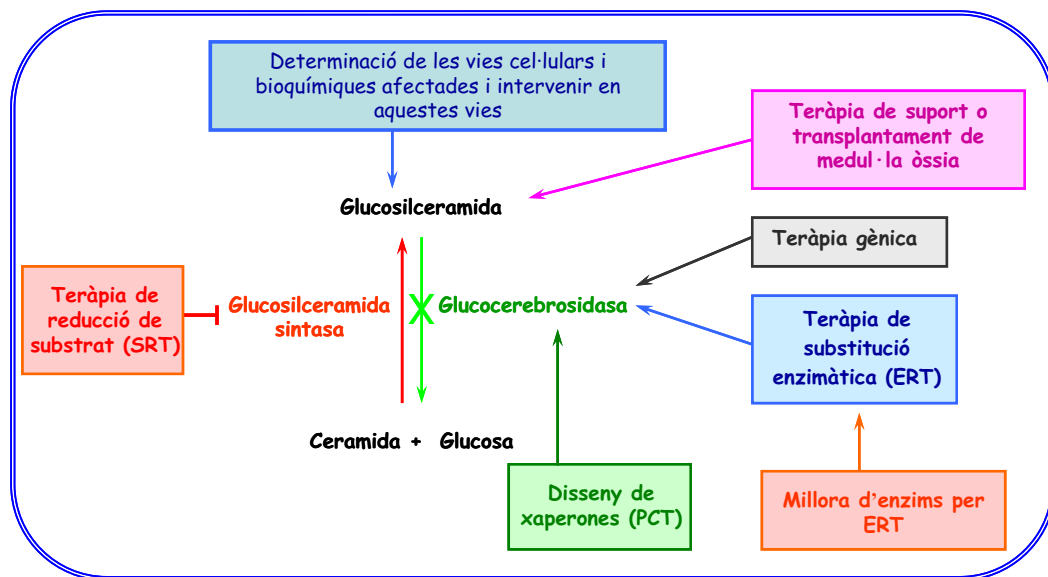 Determinació de les vies cel·lulars i
bioquímiques afectades i intervenir en
aquestes vies
Teràpia de suport o
transplantament de
medul·la òssia
Glucosilceramida
Teràpia gènica
Teràpia de
reducció de
substrat (SRT)
Glucosilceramida
sintasa
X
Glucocerebrosidasa
Teràpia de
substitució
enzimàtica (ERT)
Ceramida + Glucosa
Disseny de
xaperones (PCT)
Millora d’enzims per
ERT